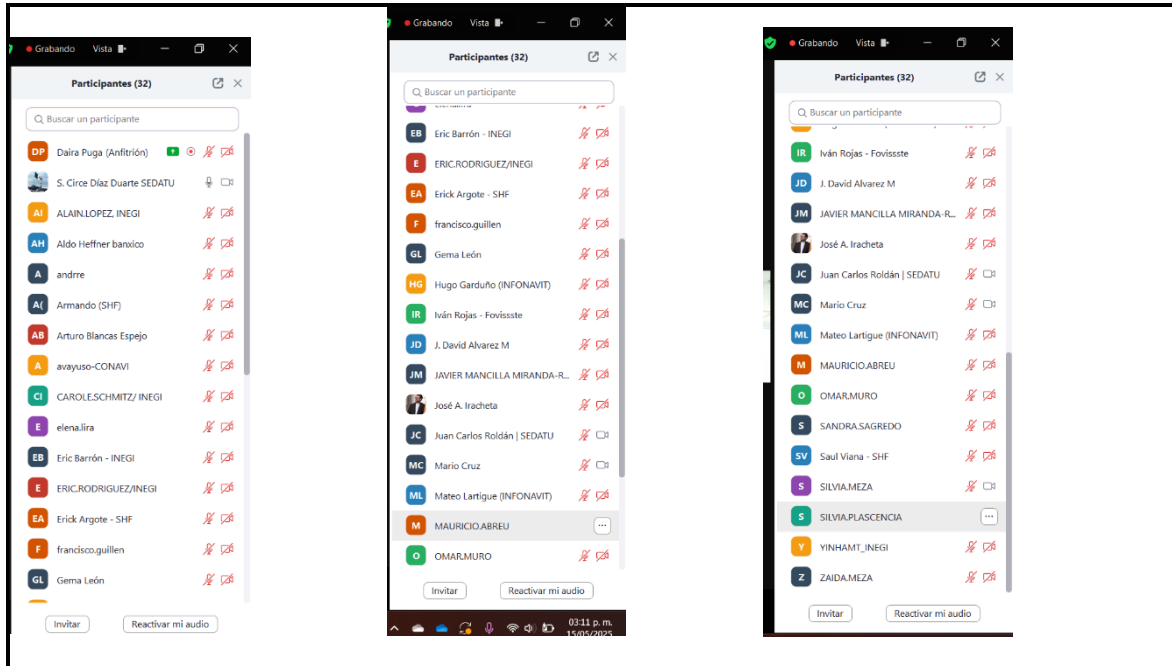 Grabando Vista
Participantes (32)
Buscar un participante
DP Daira Puga (Anfitrión)
S. Circe Díaz Duarte SEDATU
AI ALAIN.LOPEZ, INEGI
AH Aldo Heffner banxico
A andrre
A( Armando (SHF)
AB Arturo Blancas Espejo
A avayuso-CONAVI
CI CAROLE.SCHMITZ/ INEGI
E elena.lira
EB Eric Barrón - INEGI
E ERIC.RODRIGUEZ/INEGI
EA Erick Argote - SHF
F francisco.guillen
GL Gema León
Invitar Reactivar mi audio
Grabando Vista
Participantes (32)
Buscar un participante
EB Eric Barrón - INEGI
E ERIC.RODRIGUEZ/INEGI
EA Erick Argote - SHF
F francisco.guillen
GL Gema León
HG Hugo Garduño (INFONAVIT)
IR Iván Rojas - Fovissste
JD J. David Alvarez M
JM JAVIER MANCILLA MIRANDA-R...
José A. Iracheta
JC Juan Carlos Roldán | SEDATU
MC Mario Cruz
ML Mateo Lartigue (INFONAVIT)
M MAURICIO.ABREU
O OMAR.MURO
Invitar Reactivar mi audio
03:11 p. m.
15/05/2025
Grabando Vista
Participantes (32)
Buscar un participante
IR Iván Rojas - Fovissste
JD J. David Alvarez M
JM JAVIER MANCILLA MIRANDA-R...
José A. Iracheta
JC Juan Carlos Roldán | SEDATU
MC Mario Cruz
ML Mateo Lartigue (INFONAVIT)
M MAURICIO.ABREU
O OMAR.MURO
S SANDRA.SAGREDO
SV Saul Viana - SHF
S SILVIA.MEZA
S SILVIA.PLASCENCIA
Y YINHAMT_INEGI
Z ZAIDA.MEZA
Invitar Reactivar mi audio